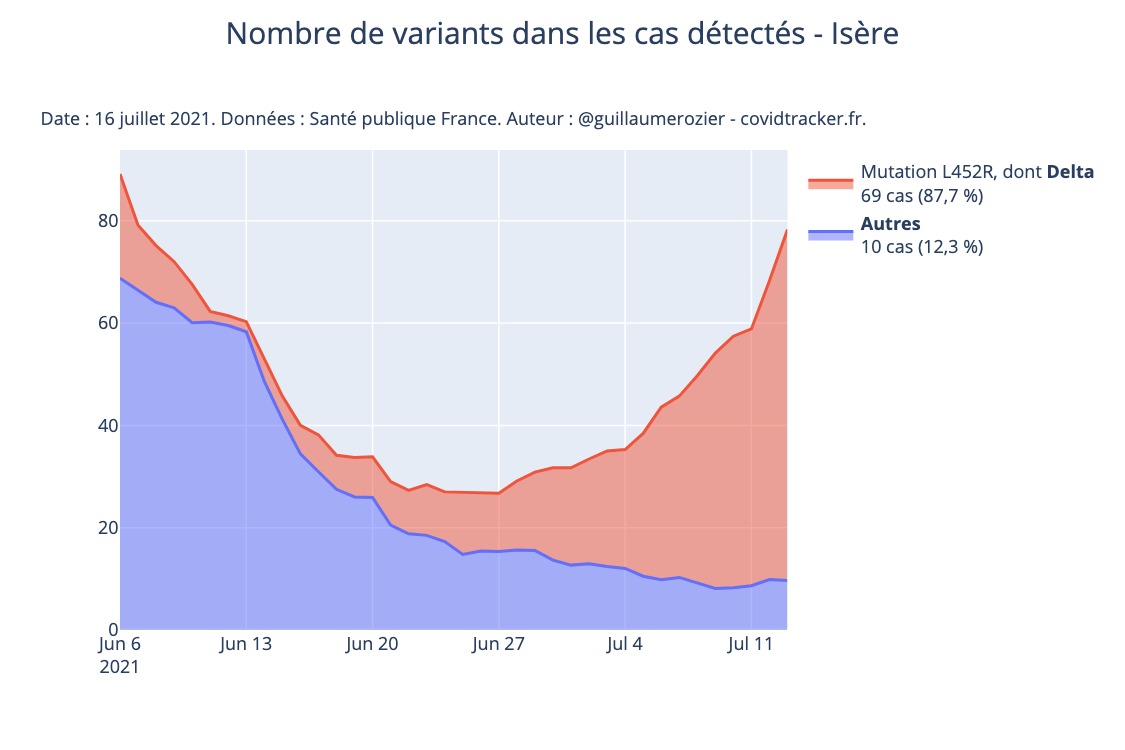 Nombre de variants dans les cas détectés - Isère
Date : 16 juillet 2021. Données : Santé publique France. Auteur : @guillaumerozier - covidtracker.fr.
Mutation L452R, dont Delta
69 cas (87,7 %)
Autres
10 cas (12,3 %)
80
60
40
20
0
Jun 6
2021
Jun 13
Jun 20
Jun 27
Jul 4
Jul 11